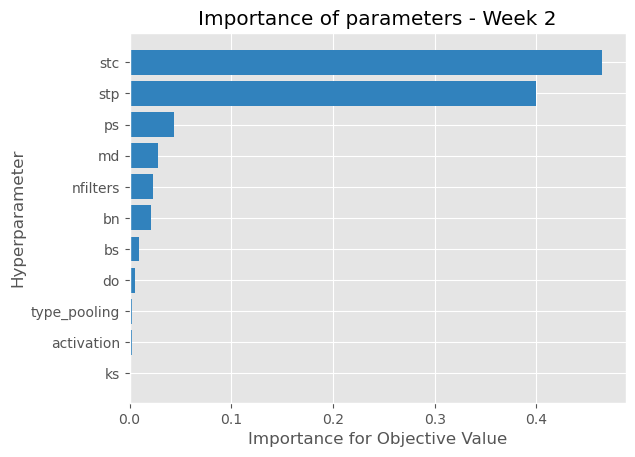 Importance of parameters - Week 2
stc
stp
ps
md
nfilters
bn
bs
do
type_pooling
activation
ks
Hyperparameter
0.0 0.1 0.2 0.3 0.4
Importance for Objective Value